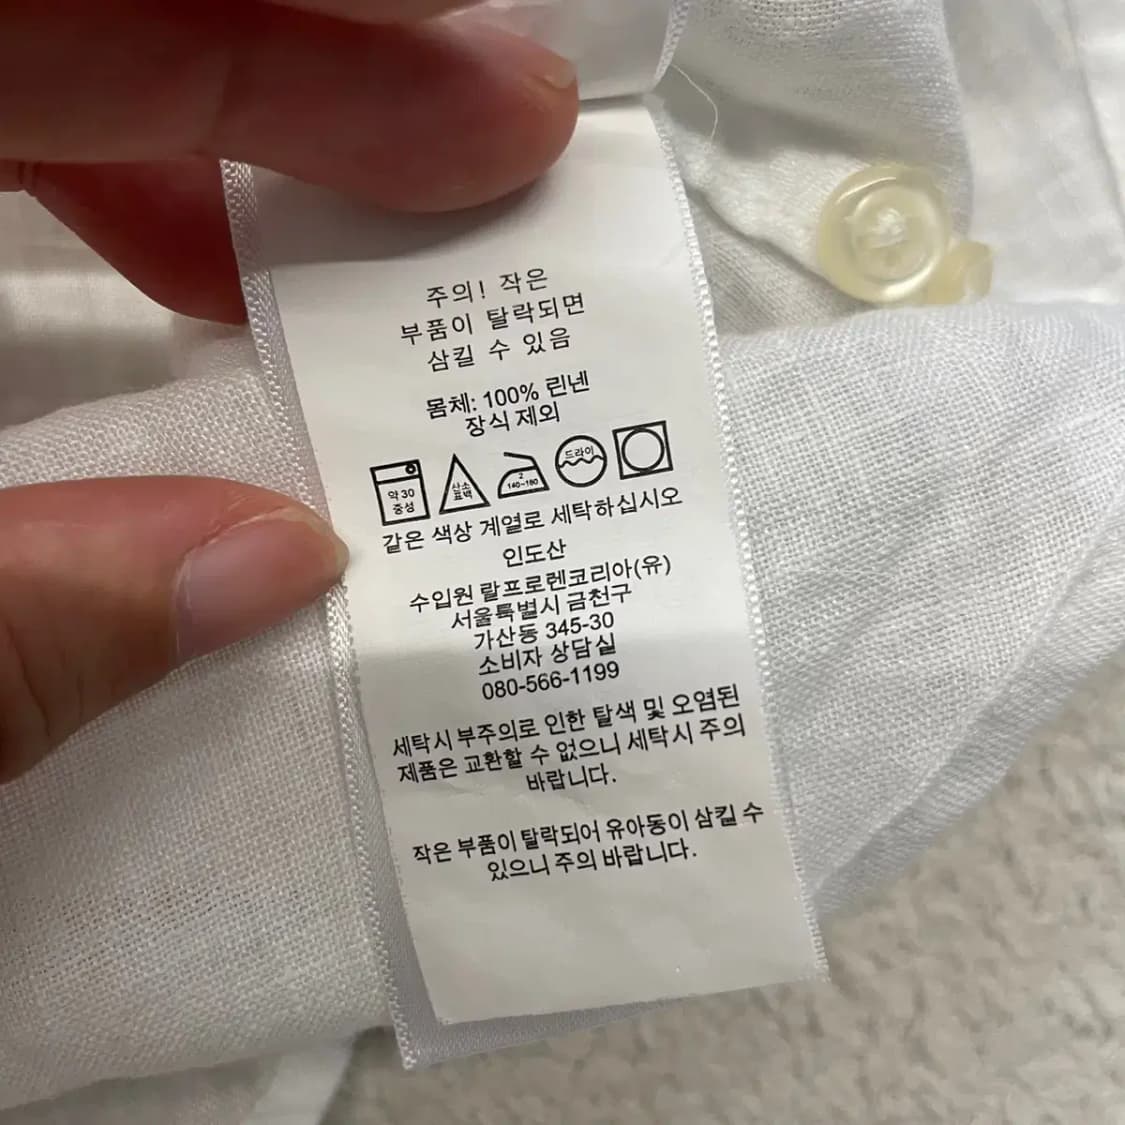 주의! 작은
부품이 탈락되면
삼킬 수 있음
몸체: 100% 린넨
장식 제외
약 30
중성
산소
표백
2
140~160
드라이
같은 색상 계열로 세탁하십시오
인도산
수입원 랄프로렌코리아(유)
서울특별시 금천구
가산동 345-30
소비자 상담실
080-566-1199
세탁시 부주의로 인한 탈색 및 오염된
제품은 교환할 수 없으니 세탁시 주의
바랍니다.
작은 부품이 탈락되어 유아동이 삼킬 수
있으니 주의 바랍니다.